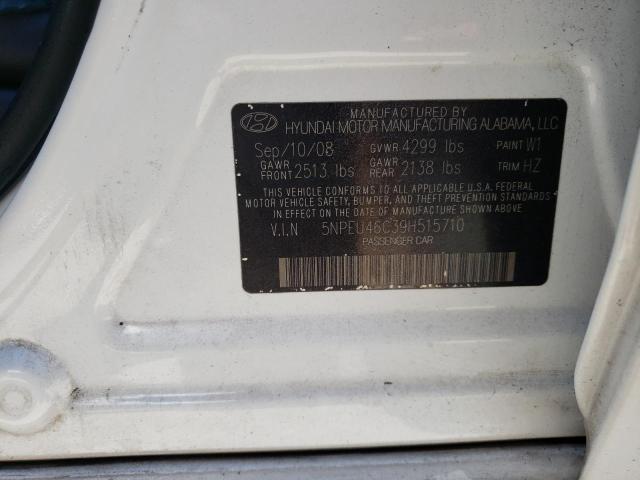 MANUFACTURED BY
HYUNDAI MOTOR MANUFACTURING ALABAMA, LLC
Sep/10/08 GVWR 4299 lbs PAINT W1
GAWR FRONT 2513 lbs GAWR REAR 2138 lbs TRIM HZ
THIS VEHICLE CONFORMS TO ALL APPLICABLE U.S.A. FEDERAL
MOTOR VEHICLE SAFETY, BUMPER, AND THEFT PREVENTION STANDARDS
IN EFFECT ON THE DATE OF MANUFACTURE SHOWN ABOVE.
V.I.N 5NPEU46C39H515710
PASSENGER CAR